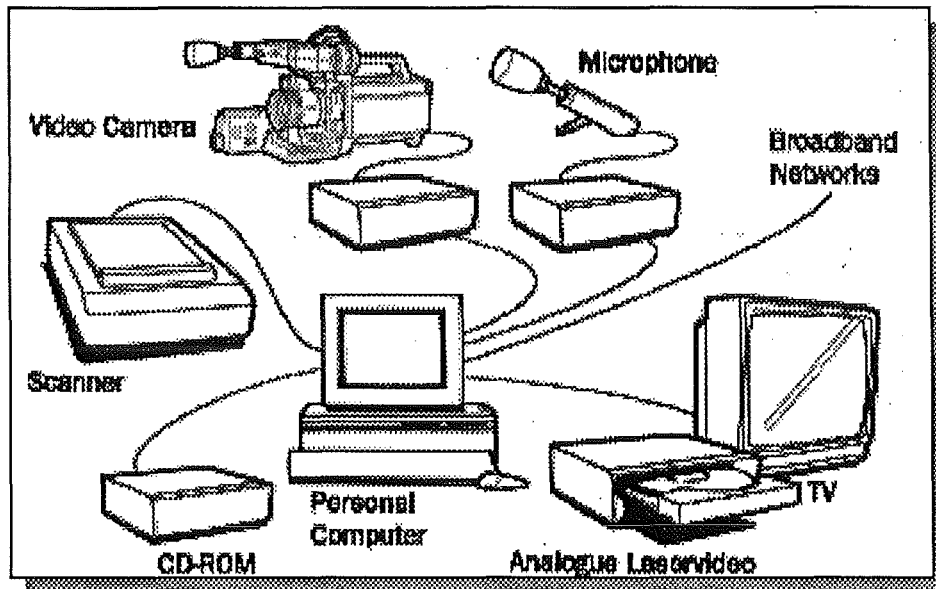 Microphone
Video Camera
Broadband
Networks
Scanner
TV
Personal
Computer
CD-ROM
Analogue Laservideo